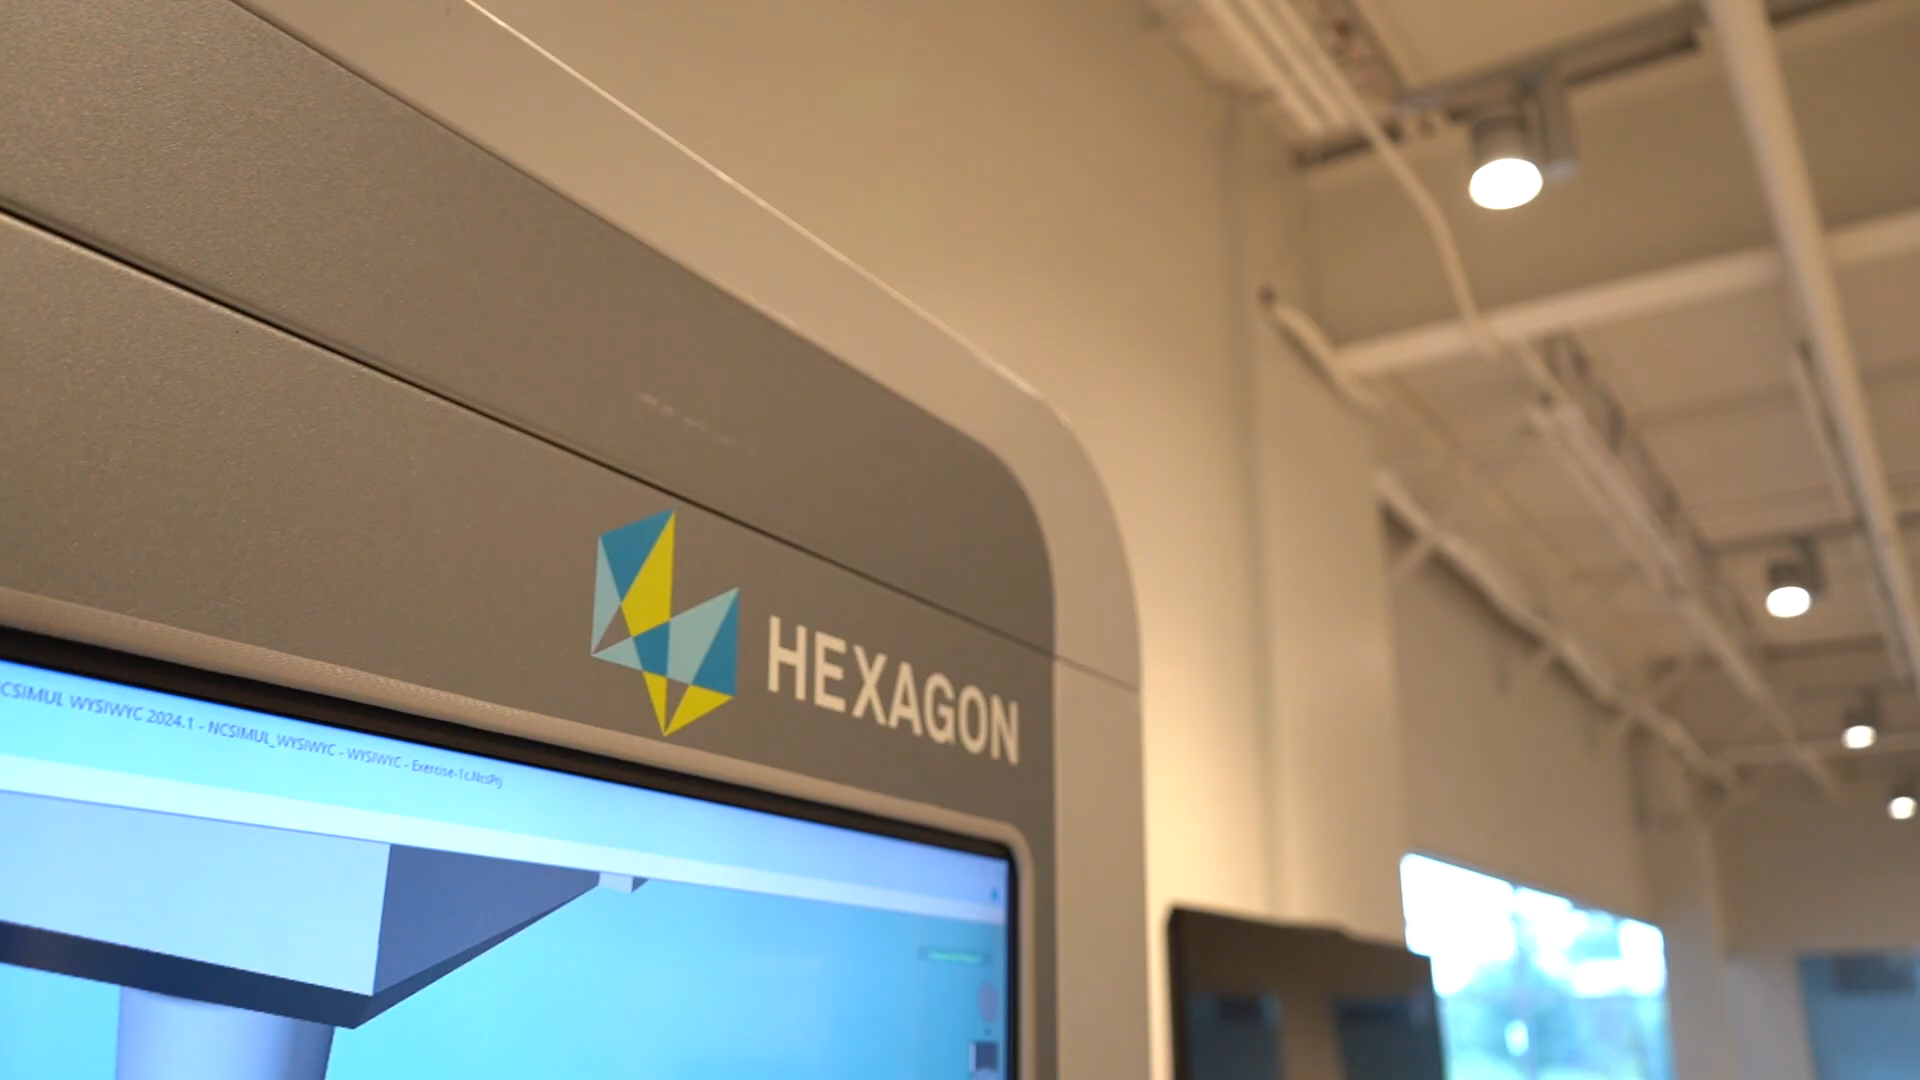 HEXAGON
CSIMUL WYSIWYC 2024.1 - NCSIMUL_WYSIWYC - WYSIWYC - Exercise-1c.NcsPrj